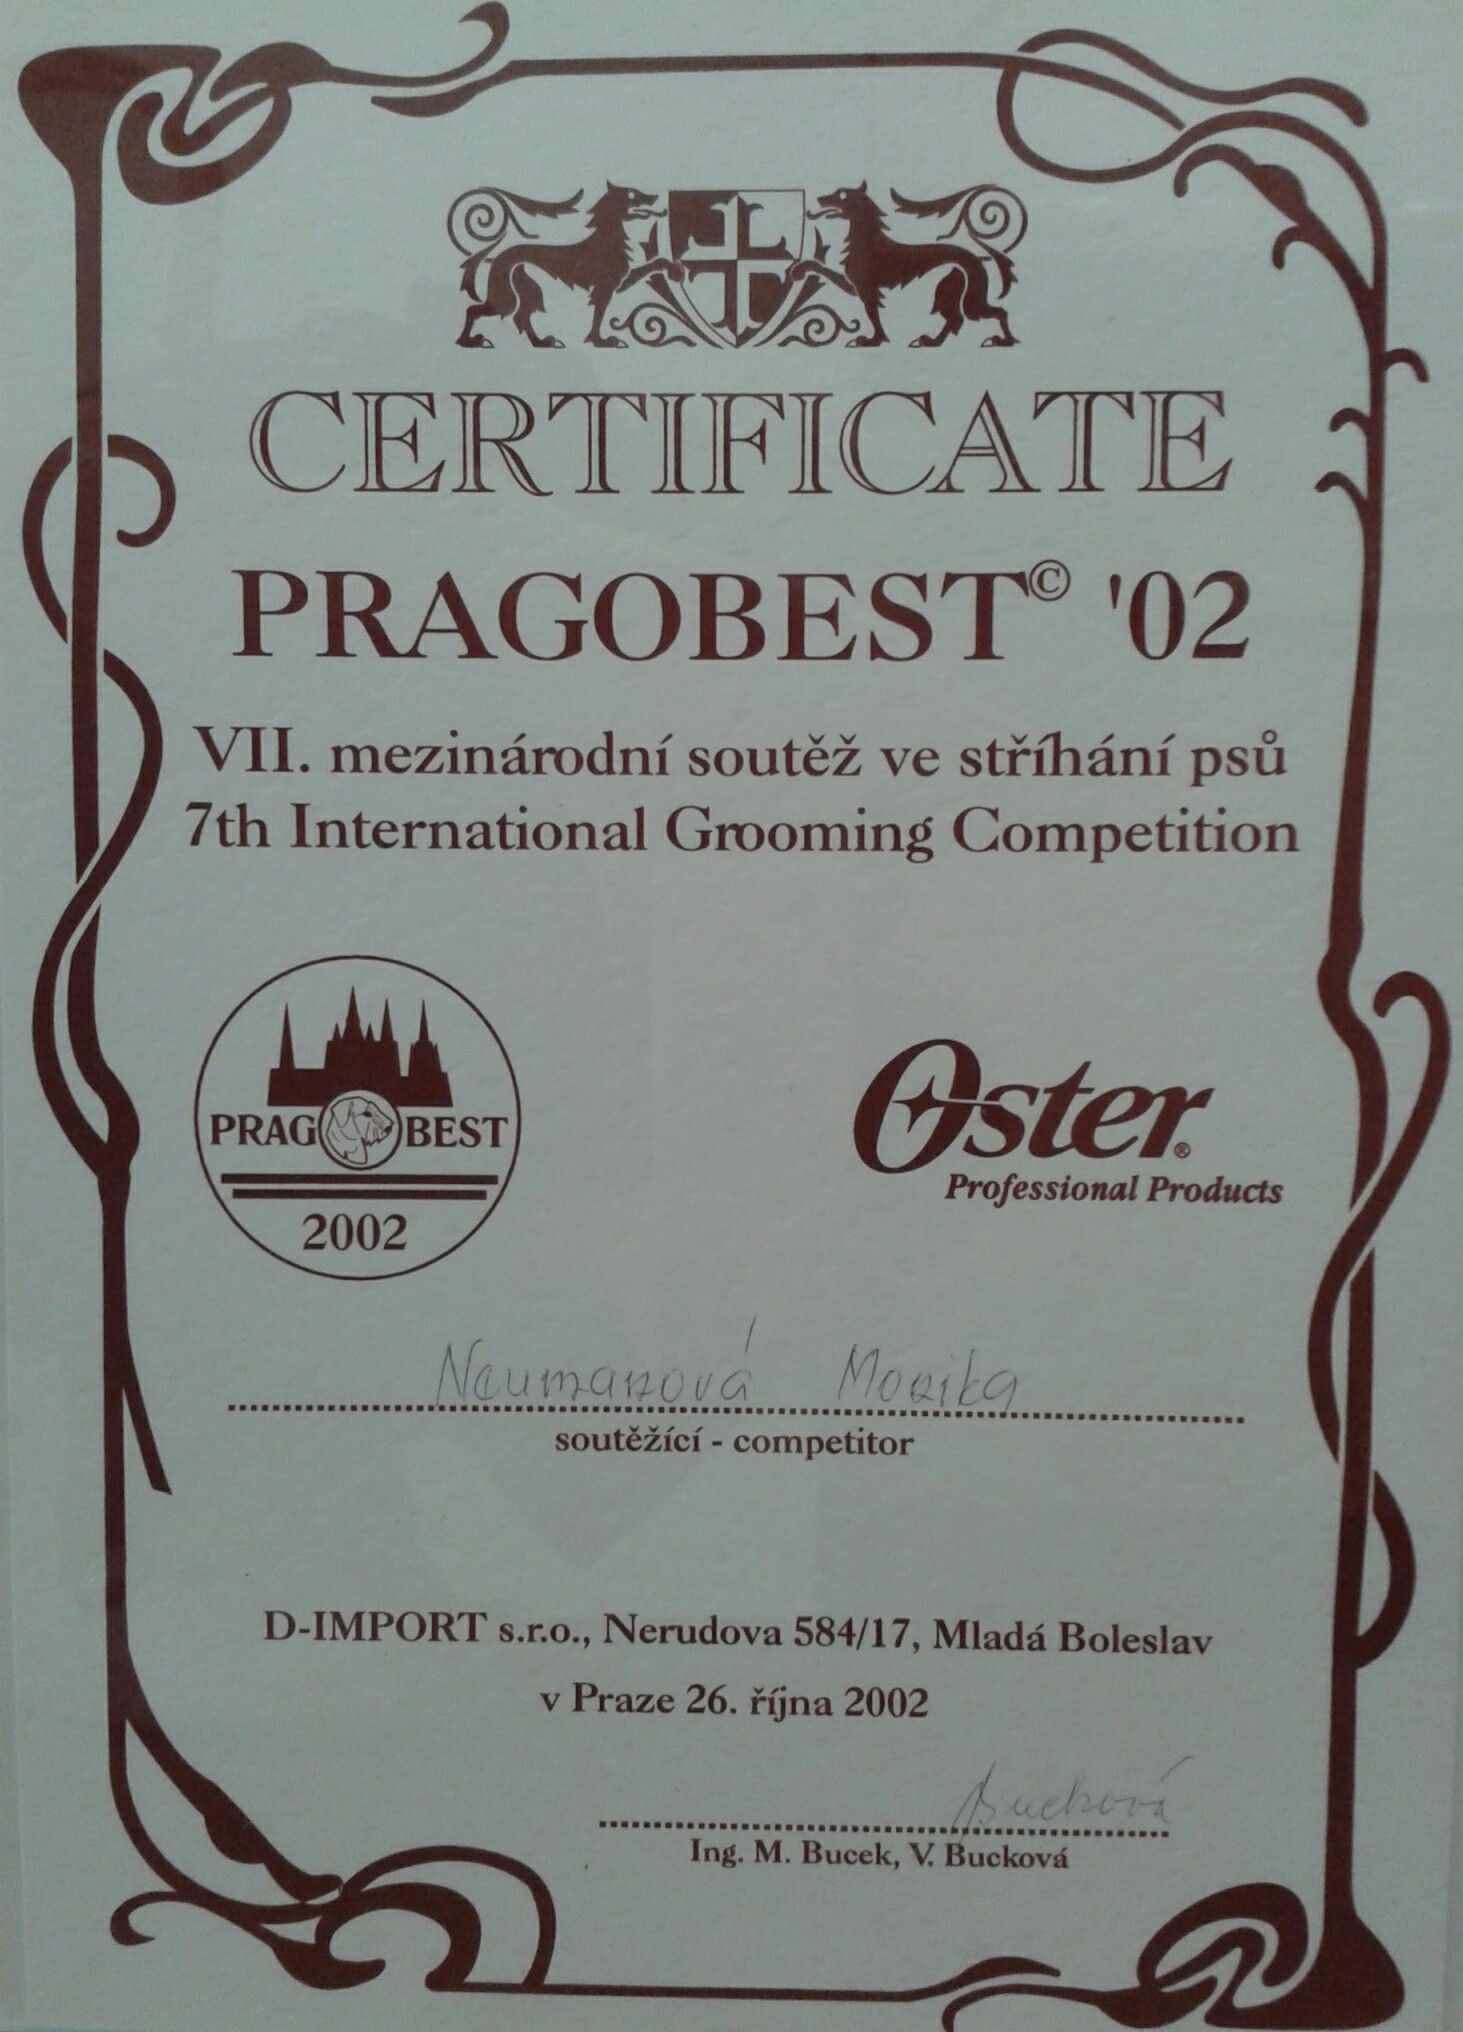 CERTIFICATE
PRAGOBEST© '02
VII. mezinárodní soutěž ve stříhání psů
7th International Grooming Competition
PRAG BEST
2002
Oster®
Professional Products
Neumanová Monika
soutěžící - competitor
D-IMPORT s.r.o., Nerudova 584/17, Mladá Boleslav
v Praze 26. října 2002
Bucková
Ing. M. Bucek, V. Bucková